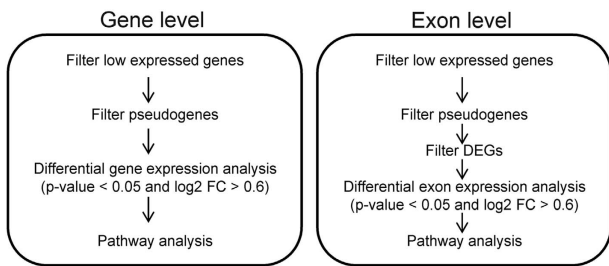 Gene level
Filter low expressed genes
Filter pseudogenes
Differential gene expression analysis
(p-value < 0.05 and log2 FC > 0.6)
Pathway analysis
Exon level
Filter low expressed genes
Filter pseudogenes
Filter DEGs
Differential exon expression analysis
(p-value < 0.05 and log2 FC > 0.6)
Pathway analysis